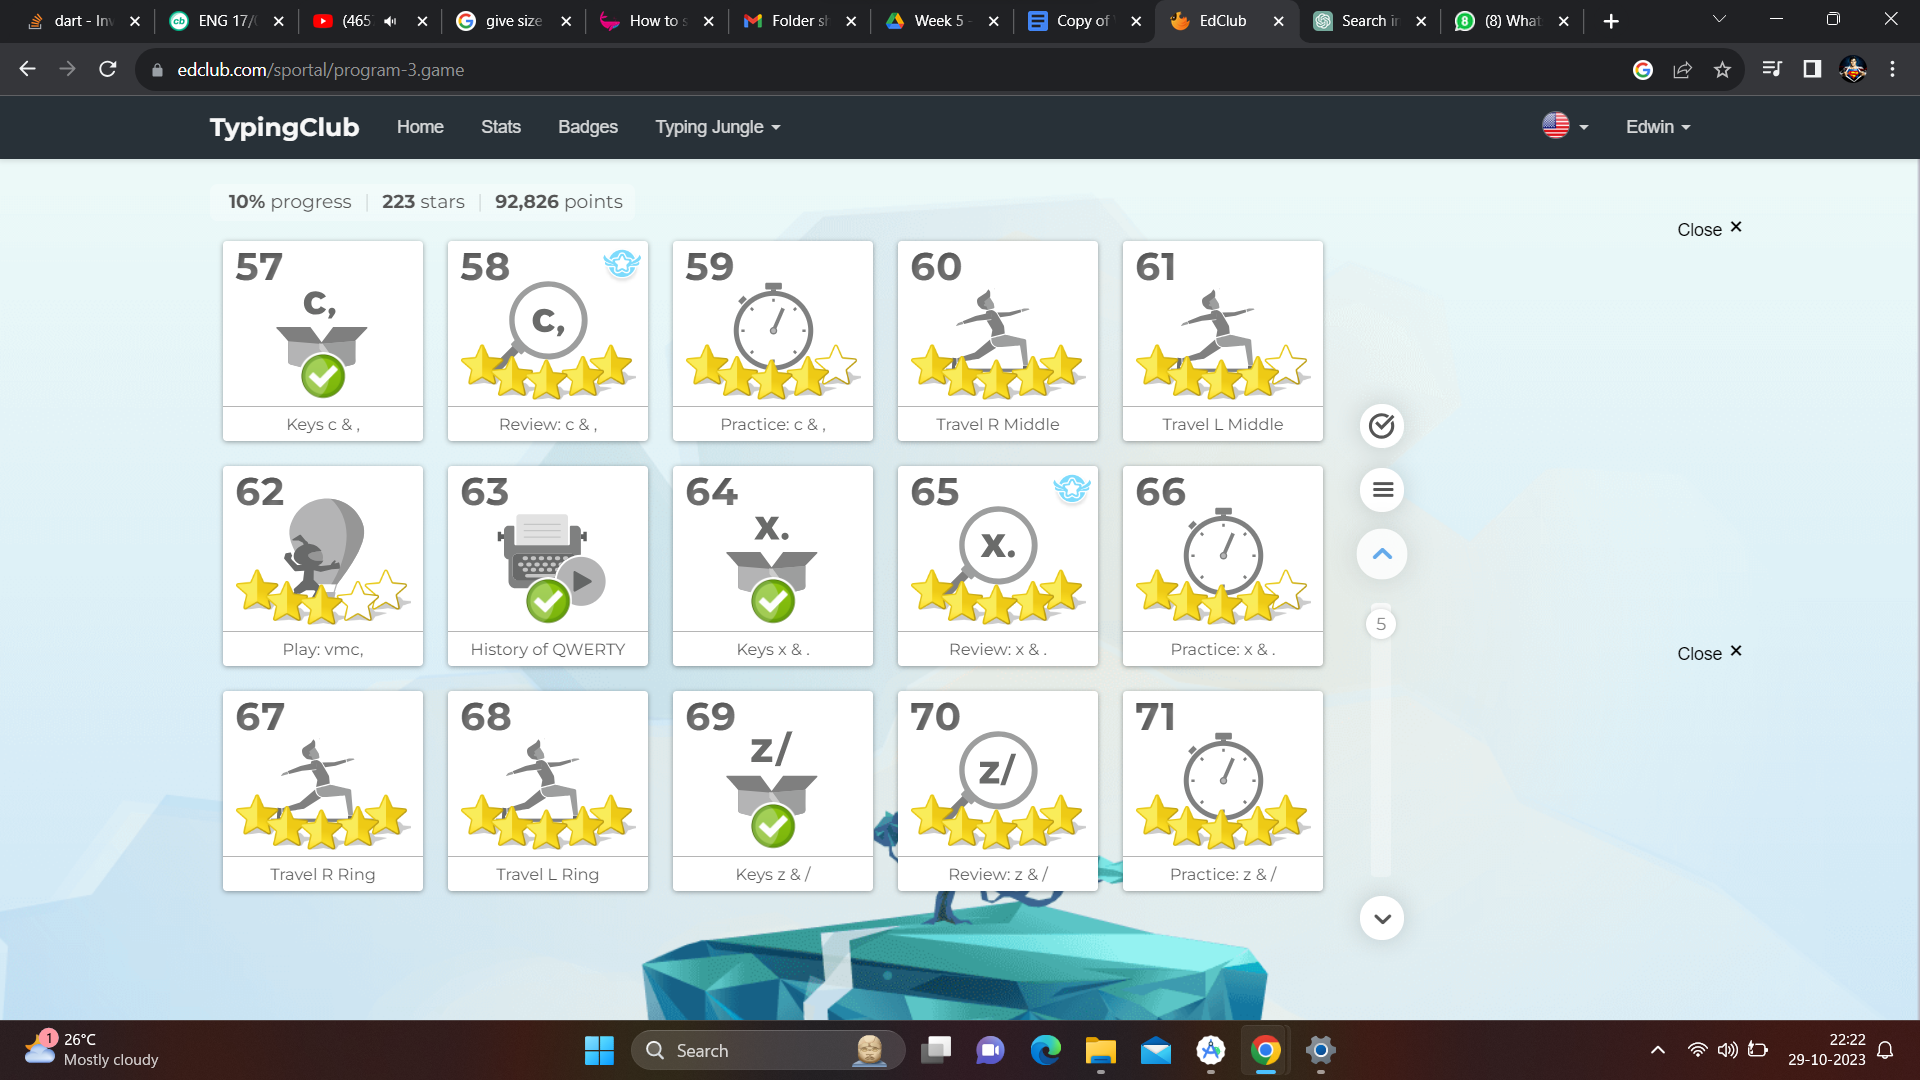 dart - Inv
ENG 17/
(465
give size
How to s
Folder sh
Week 5 -
Copy of
EdClub
Search in
(8) What
edclub.com/sportal/program-3.game
TypingClub Home Stats Badges Typing Jungle Edwin
10% progress 223 stars 92,826 points
Close
57
c,
Keys c & ,
58
c,
Review: c & ,
59
Practice: c & ,
60
Travel R Middle
61
Travel L Middle
62
Play: vmc,
63
History of QWERTY
64
x.
Keys x & .
65
x.
Review: x & .
66
Practice: x & .
5
Close
67
Travel R Ring
68
Travel L Ring
69
z/
Keys z & /
70
z/
Review: z & /
71
Practice: z & /
1
26°C
Mostly cloudy
Search
22:22
29-10-2023